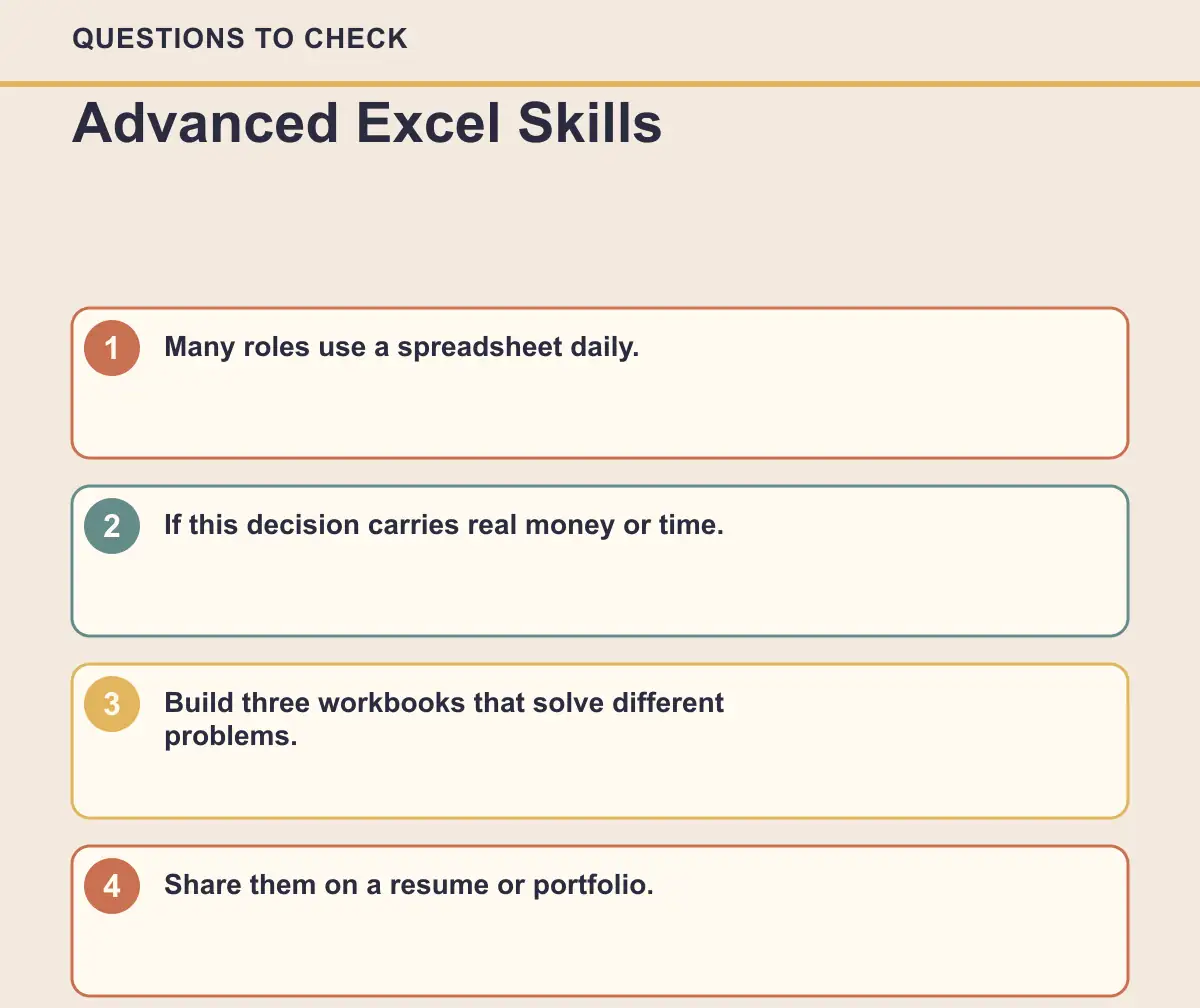 QUESTIONS TO CHECK
Advanced Excel Skills
1
Many roles use a spreadsheet daily.
2
If this decision carries real money or time.
3
Build three workbooks that solve different
problems.
4
Share them on a resume or portfolio.